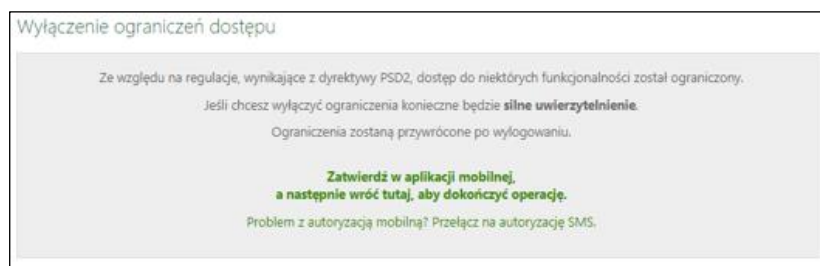 Wyłączenie ograniczeń dostępu
Ze względu na regulacje, wynikające z dyrektywy PSD2, dostęp do niektórych funkcjonalności został ograniczony.
Jeśli chcesz wyłączyć ograniczenia konieczne będzie silne uwierzytelnienie.
Ograniczenia zostaną przywrócone po wylogowaniu.
Zatwierdź w aplikacji mobilnej,
a następnie wróć tutaj, aby dokończyć operację.
Problem z autoryzacją mobilną? Przełącz na autoryzację SMS.